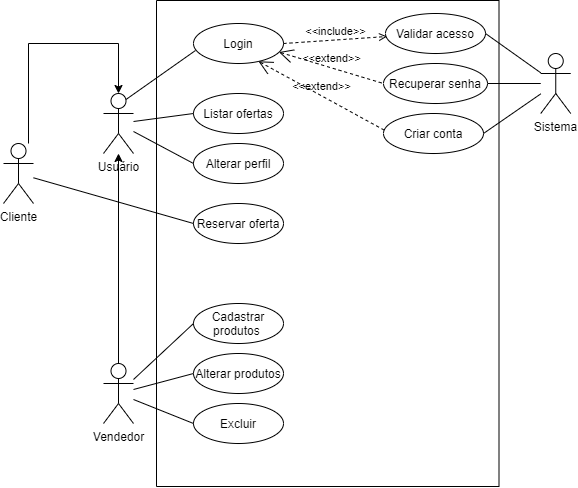 Login
<<include>>
Validar acesso
<<extend>>
Recuperar senha
<<extend>>
Criar conta
Listar ofertas
Alterar perfil
Reservar oferta
Usuário
Cliente
Sistema
Cadastrar
produtos
Alterar produtos
Excluir
Vendedor